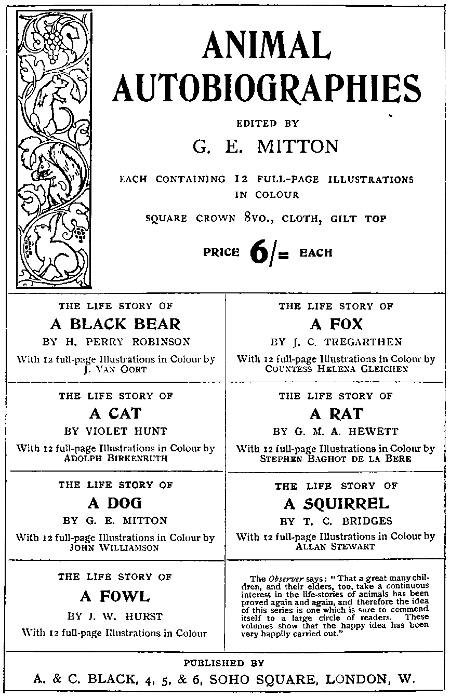 ANIMAL
AUTOBIOGRAPHIES
EDITED BY
G. E. MITTON
EACH CONTAINING 12 FULL-PAGE ILLUSTRATIONS
IN COLOUR
SQUARE CROWN 8VO., CLOTH, GILT TOP
PRICE 6/= EACH
THE LIFE STORY OF
A BLACK BEAR
BY H. PERRY ROBINSON
With 12 full-page Illustrations in Colour by
J. VAN OORT
THE LIFE STORY OF
A FOX
BY J. C. TREGARTHEN
With 12 full-page Illustrations in Colour by
COUNTESS HELENA GLEICHEN
THE LIFE STORY OF
A CAT
BY VIOLET HUNT
With 12 full-page Illustrations in Colour by
ADOLPH BIRKENRUTH
THE LIFE STORY OF
A RAT
BY G. M. A. HEWETT
With 12 full-page Illustrations in Colour by
STEPHEN BAGHOT DE LA BERE
THE LIFE STORY OF
A DOG
BY G. E. MITTON
With 12 full-page Illustrations in Colour by
JOHN WILLIAMSON
THE LIFE STORY OF
A SQUIRREL
BY T. C. BRIDGES
With 12 full-page Illustrations in Colour by
ALLAN STEWART
THE LIFE STORY OF
A FOWL
BY J. W. HURST
With 12 full-page Illustrations in Colour
The Observer says: "That a great many chil-
dren, and their elders, too, take a continuous
interest in the life-stories of animals has been
proved again and again, and therefore the idea
of this series is one which is sure to commend
itself to a large circle of readers. These
volumes show that the happy idea has been
very happily carried out."
PUBLISHED BY
A. & C. BLACK, 4, 5, & 6, SOHO SQUARE, LONDON, W.